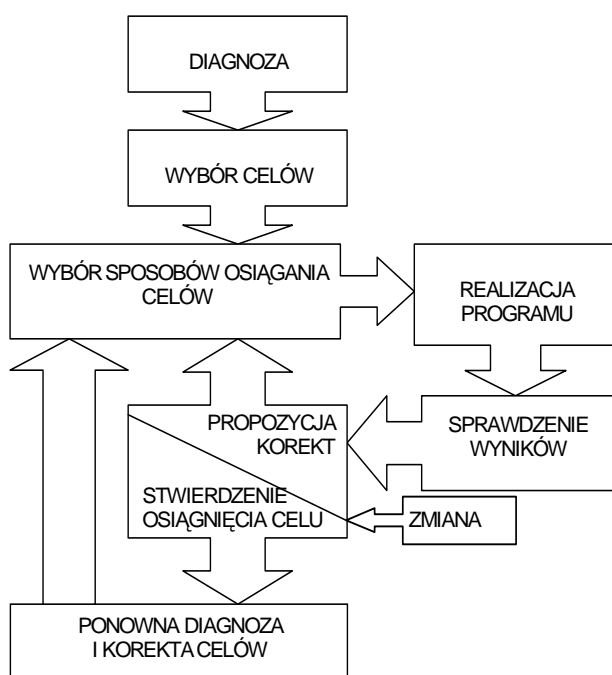 DIAGNOZA
WYBÓR CELÓW
WYBÓR SPOSOBÓW OSIĄGANIA
CELÓW
REALIZACJA
PROGRAMU
PROPOZYCJA
KOREKT
SPRAWDZENIE
WYNIKÓW
STWIERDZENIE
OSIĄGNIĘCIA CELU
ZMIANA
PONOWNA DIAGNOZA
I KOREKTA CELÓW